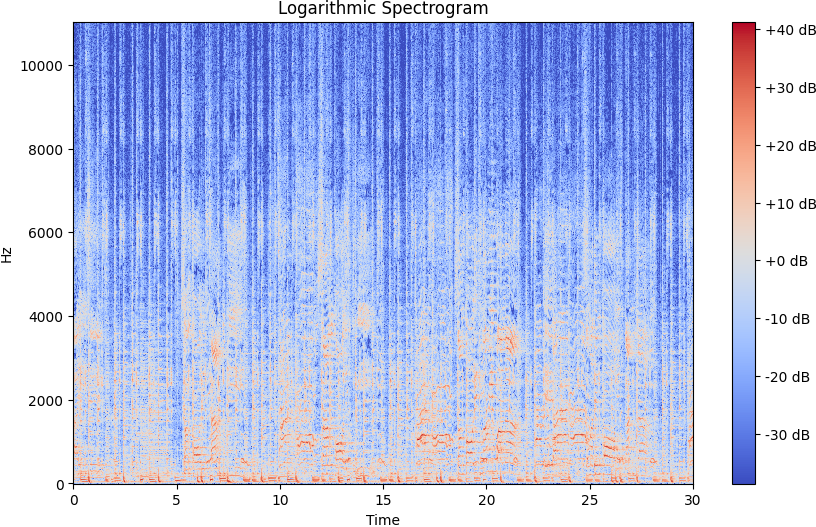 Logarithmic Spectrogram
Hz
10000
8000
6000
4000
2000
0
0 5 10 15 20 25 30
Time
+40 dB
+30 dB
+20 dB
+10 dB
+0 dB
-10 dB
-20 dB
-30 dB